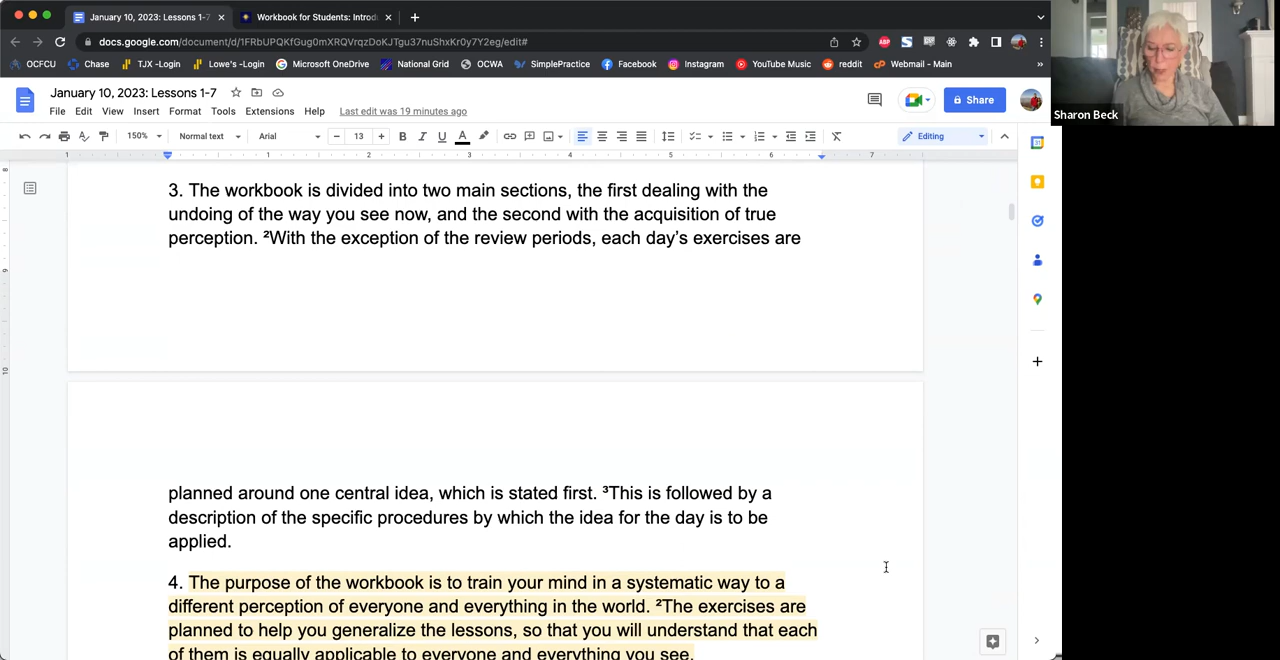 January 10, 2023: Lessons 1-7
Workbook for Students: Introd
docs.google.com/document/d/1FRbUPQKfGug0mXRQVrqzDoKJTgu37nuShxKr0y7Y2eg/edit#
OCFCU Chase TJX -Login Lowe's -Login Microsoft OneDrive National Grid OCWA SimplePractice Facebook Instagram YouTube Music reddit Webmail - Main »
January 10, 2023: Lessons 1-7
File Edit View Insert Format Tools Extensions Help Last edit was 19 minutes ago
Share
Sharon Beck
150% Normal text Arial 13 B I U A Editing
1 1 2 3 4 5 6 7
3. The workbook is divided into two main sections, the first dealing with the
undoing of the way you see now, and the second with the acquisition of true
perception. ²With the exception of the review periods, each day's exercises are
planned around one central idea, which is stated first. ³This is followed by a
description of the specific procedures by which the idea for the day is to be
applied.
4. The purpose of the workbook is to train your mind in a systematic way to a
different perception of everyone and everything in the world. ²The exercises are
planned to help you generalize the lessons, so that you will understand that each
of them is equally applicable to everyone and everything you see.